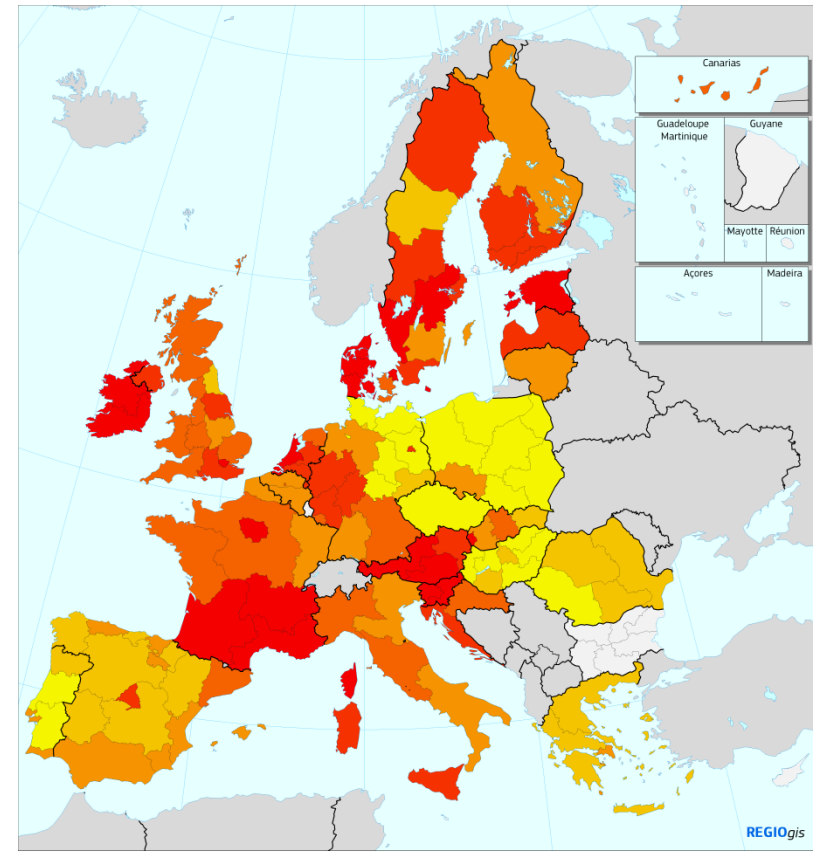 Canarias
Guadeloupe
Martinique
Guyane
Mayotte
Réunion
Açores
Madeira
REGIOgis